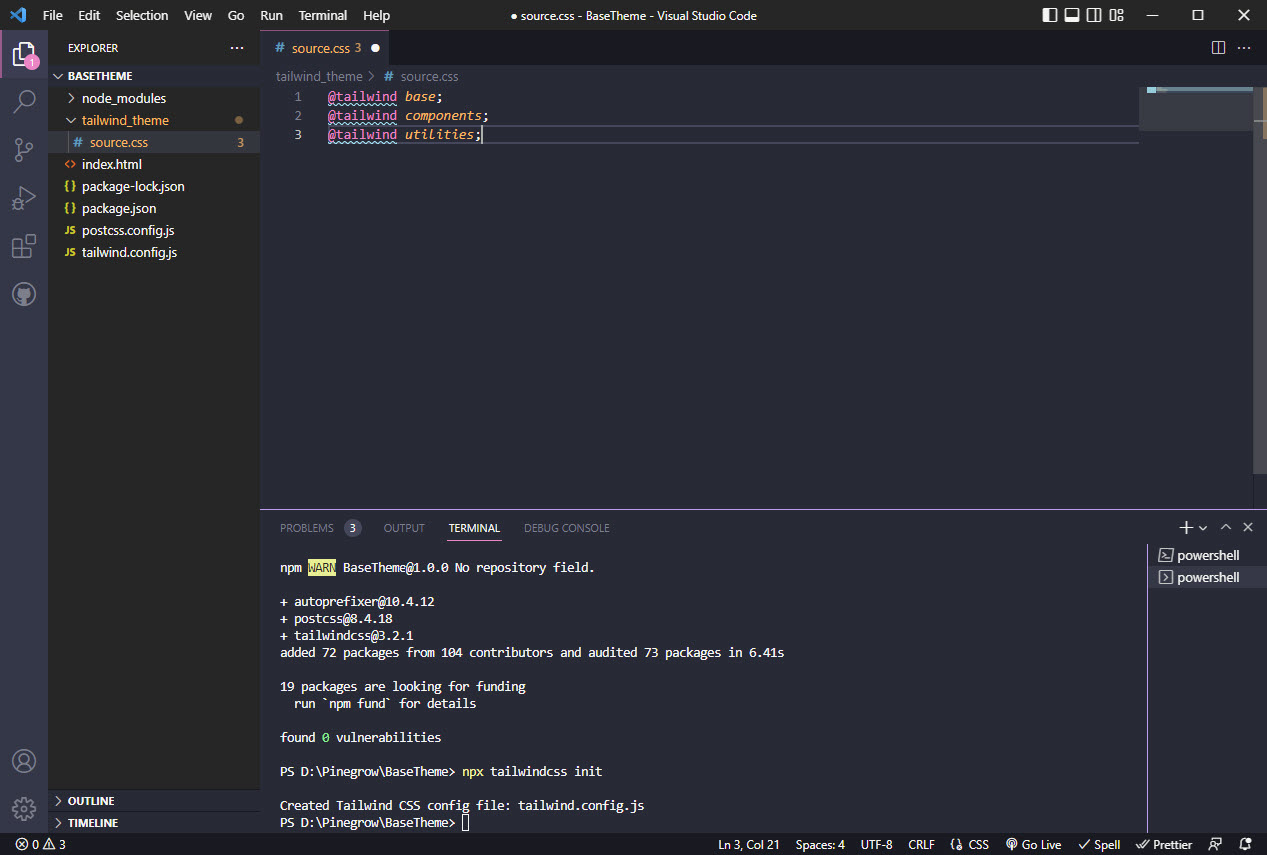 File Edit Selection View Go Run Terminal Help
● source.css - BaseTheme - Visual Studio Code
1
EXPLORER
BASETHEME
node_modules
tailwind_theme
# source.css 3
<> index.html
{} package-lock.json
{} package.json
JS postcss.config.js
JS tailwind.config.js
OUTLINE
TIMELINE
# source.css 3 ●
tailwind_theme > # source.css
1 @tailwind base;
2 @tailwind components;
3 @tailwind utilities;
PROBLEMS 3 OUTPUT TERMINAL DEBUG CONSOLE
npm WARN BaseTheme@1.0.0 No repository field.
+ autoprefixer@10.4.12
+ postcss@8.4.18
+ tailwindcss@3.2.1
added 72 packages from 104 contributors and audited 73 packages in 6.41s
19 packages are looking for funding
run `npm fund` for details
found 0 vulnerabilities
PS D:\Pinegrow\BaseTheme> npx tailwindcss init
Created Tailwind CSS config file: tailwind.config.js
PS D:\Pinegrow\BaseTheme>
powershell
powershell
0 3 Ln 3, Col 21 Spaces: 4 UTF-8 CRLF {} CSS Go Live Spell Prettier